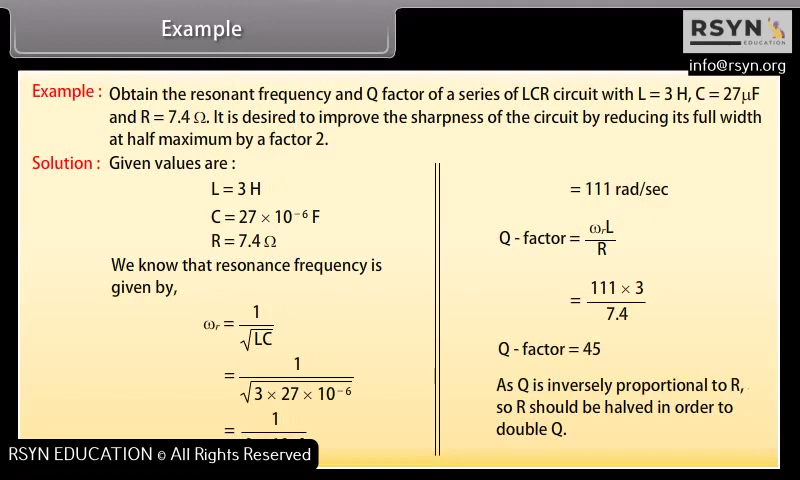 Example
RSYN
EDUCATION
info@rsyn.org
Example : Obtain the resonant frequency and Q factor of a series of LCR circuit with L = 3 H, C = 27μF
and R = 7.4 Ω. It is desired to improve the sharpness of the circuit by reducing its full width
at half maximum by a factor 2.
Solution : Given values are :
L = 3 H
C = 27 × 10⁻⁶ F
R = 7.4 Ω
We know that resonance frequency is
given by,
ωᵣ = 1 / √LC
= 1 / √3 × 27 × 10⁻⁶
= 1
= 111 rad/sec
Q - factor = ωᵣL / R
= 111 × 3 / 7.4
Q - factor = 45
As Q is inversely proportional to R,
so R should be halved in order to
double Q.
RSYN EDUCATION © All Rights Reserved